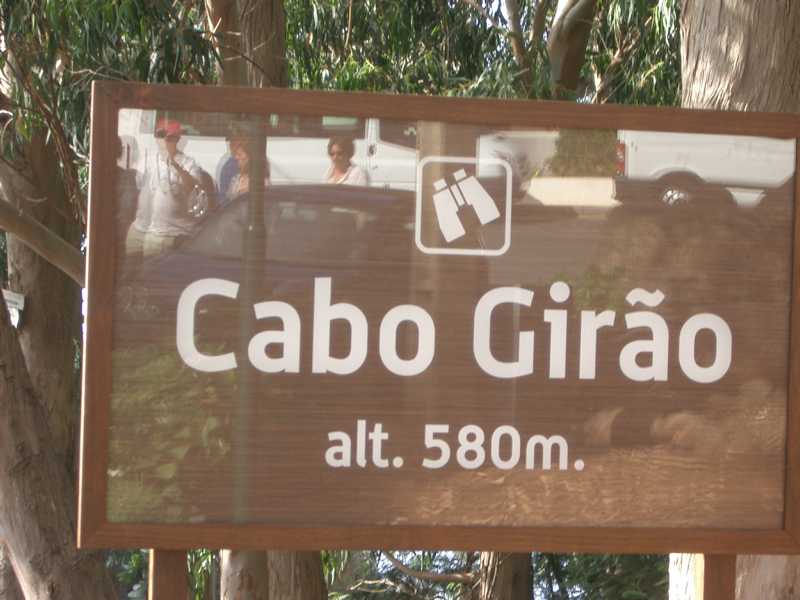 Cabo Girão
alt. 580m.